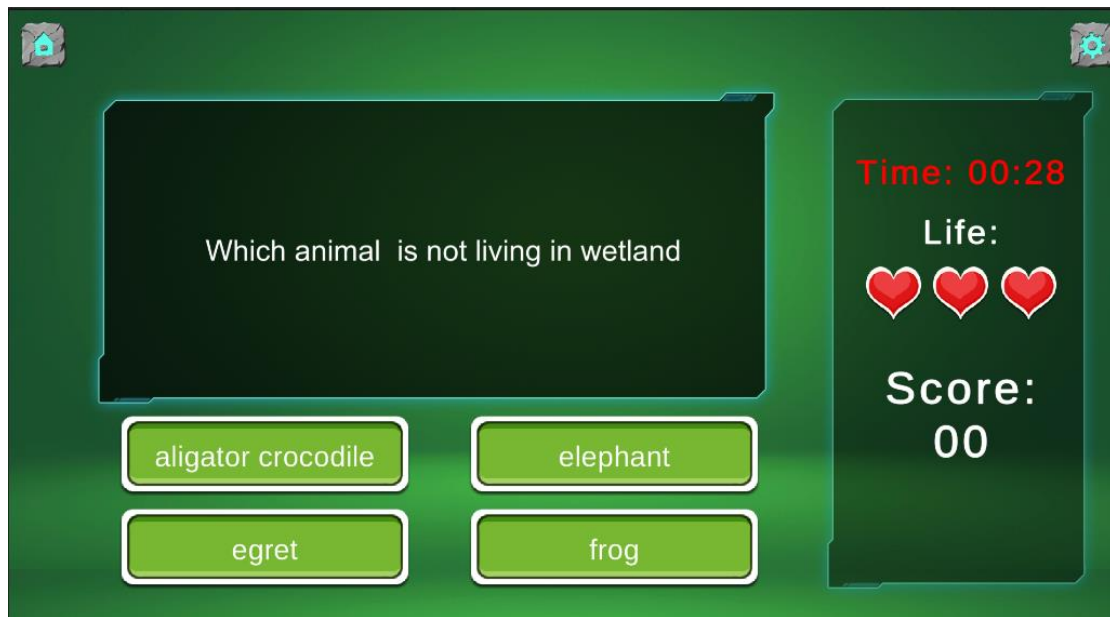 Which animal  is not living in wetland
aligator crocodile
elephant
egret
frog
Time: 00:28
Life:
Score:
00